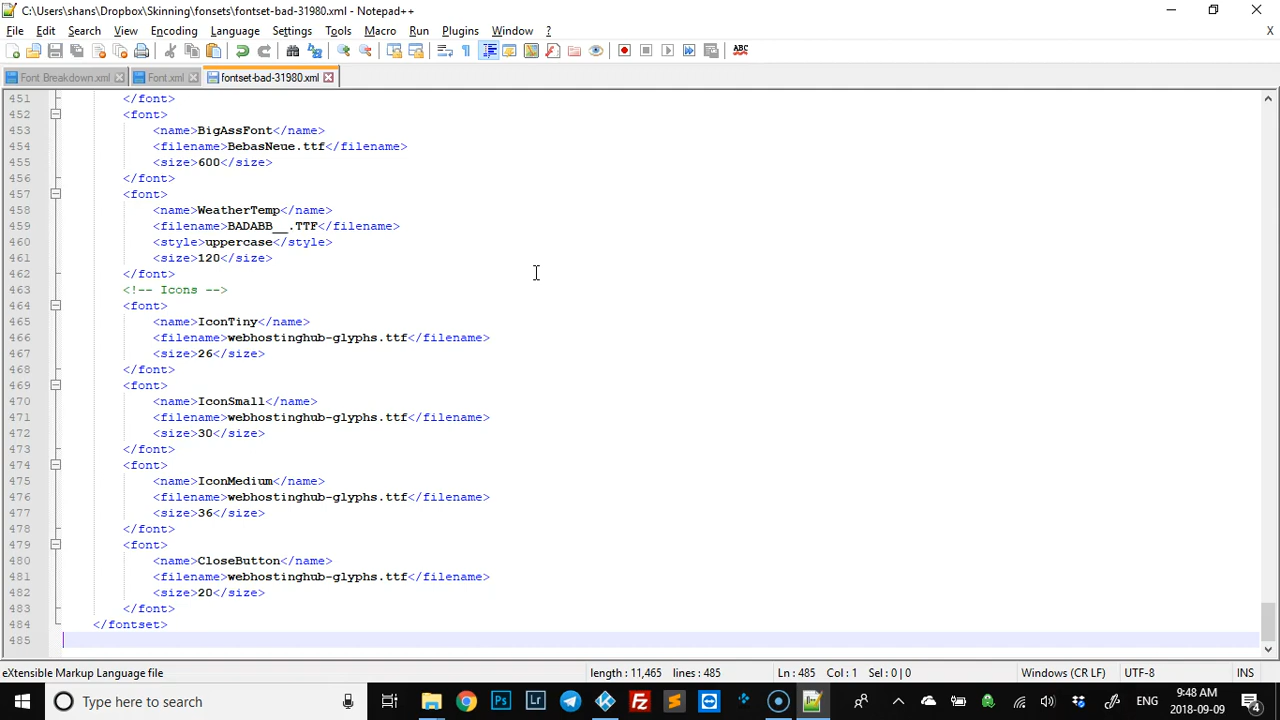 C:\Users\shans\Dropbox\Skinning\fonsets\fontset-bad-31980.xml - Notepad++
File Edit Search View Encoding Language Settings Tools Macro Run Plugins Window ? X
Font Breakdown.xml Font.xml fontset-bad-31980.xml
451 </font>
452 <font>
453 <name>BigAssFont</name>
454 <filename>BebasNeue.ttf</filename>
455 <size>600</size>
456 </font>
457 <font>
458 <name>WeatherTemp</name>
459 <filename>BADABB__.TTF</filename>
460 <style>uppercase</style>
461 <size>120</size>
462 </font>
463 <!-- Icons -->
464 <font>
465 <name>IconTiny</name>
466 <filename>webhostinghub-glyphs.ttf</filename>
467 <size>26</size>
468 </font>
469 <font>
470 <name>IconSmall</name>
471 <filename>webhostinghub-glyphs.ttf</filename>
472 <size>30</size>
473 </font>
474 <font>
475 <name>IconMedium</name>
476 <filename>webhostinghub-glyphs.ttf</filename>
477 <size>36</size>
478 </font>
479 <font>
480 <name>CloseButton</name>
481 <filename>webhostinghub-glyphs.ttf</filename>
482 <size>20</size>
483 </font>
484 </fontset>
485
eXtensible Markup Language file length : 11,465 lines : 485 Ln : 485 Col : 1 Sel : 0 | 0 Windows (CR LF) UTF-8 INS
Type here to search ENG 9:48 AM
2018-09-09